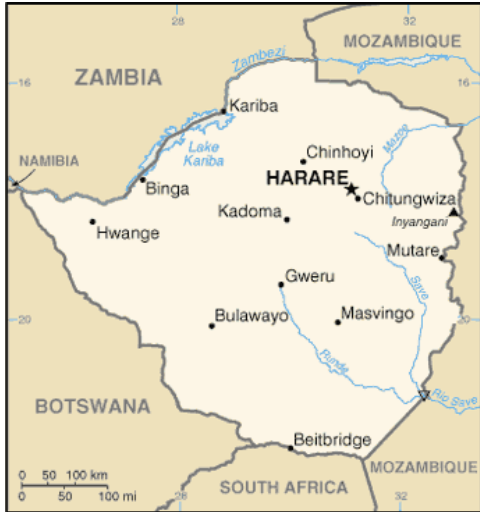 28
32
MOZAMBIQUE
Zambezi
ZAMBIA
16
16
Kariba
Lake
Kariba
Mazoe
Chinhoyi
NAMIBIA
HARARE
Binga
Chitungwiza
Inyangani
Kadoma
Hwange
Mutare
Gweru
Save
Bulawayo
Masvingo
20
20
Runde
Rio Save
BOTSWANA
Beitbridge
MOZAMBIQUE
0 50 100 km
0 50 100 mi
SOUTH AFRICA
28
32